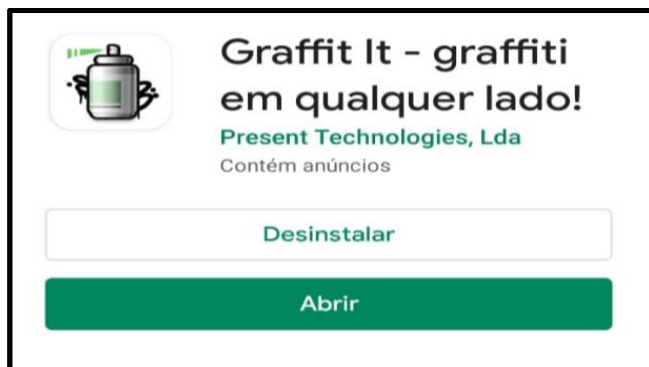 Graffit It - graffiti
em qualquer lado!
Present Technologies, Lda
Contém anúncios
Desinstalar
Abrir